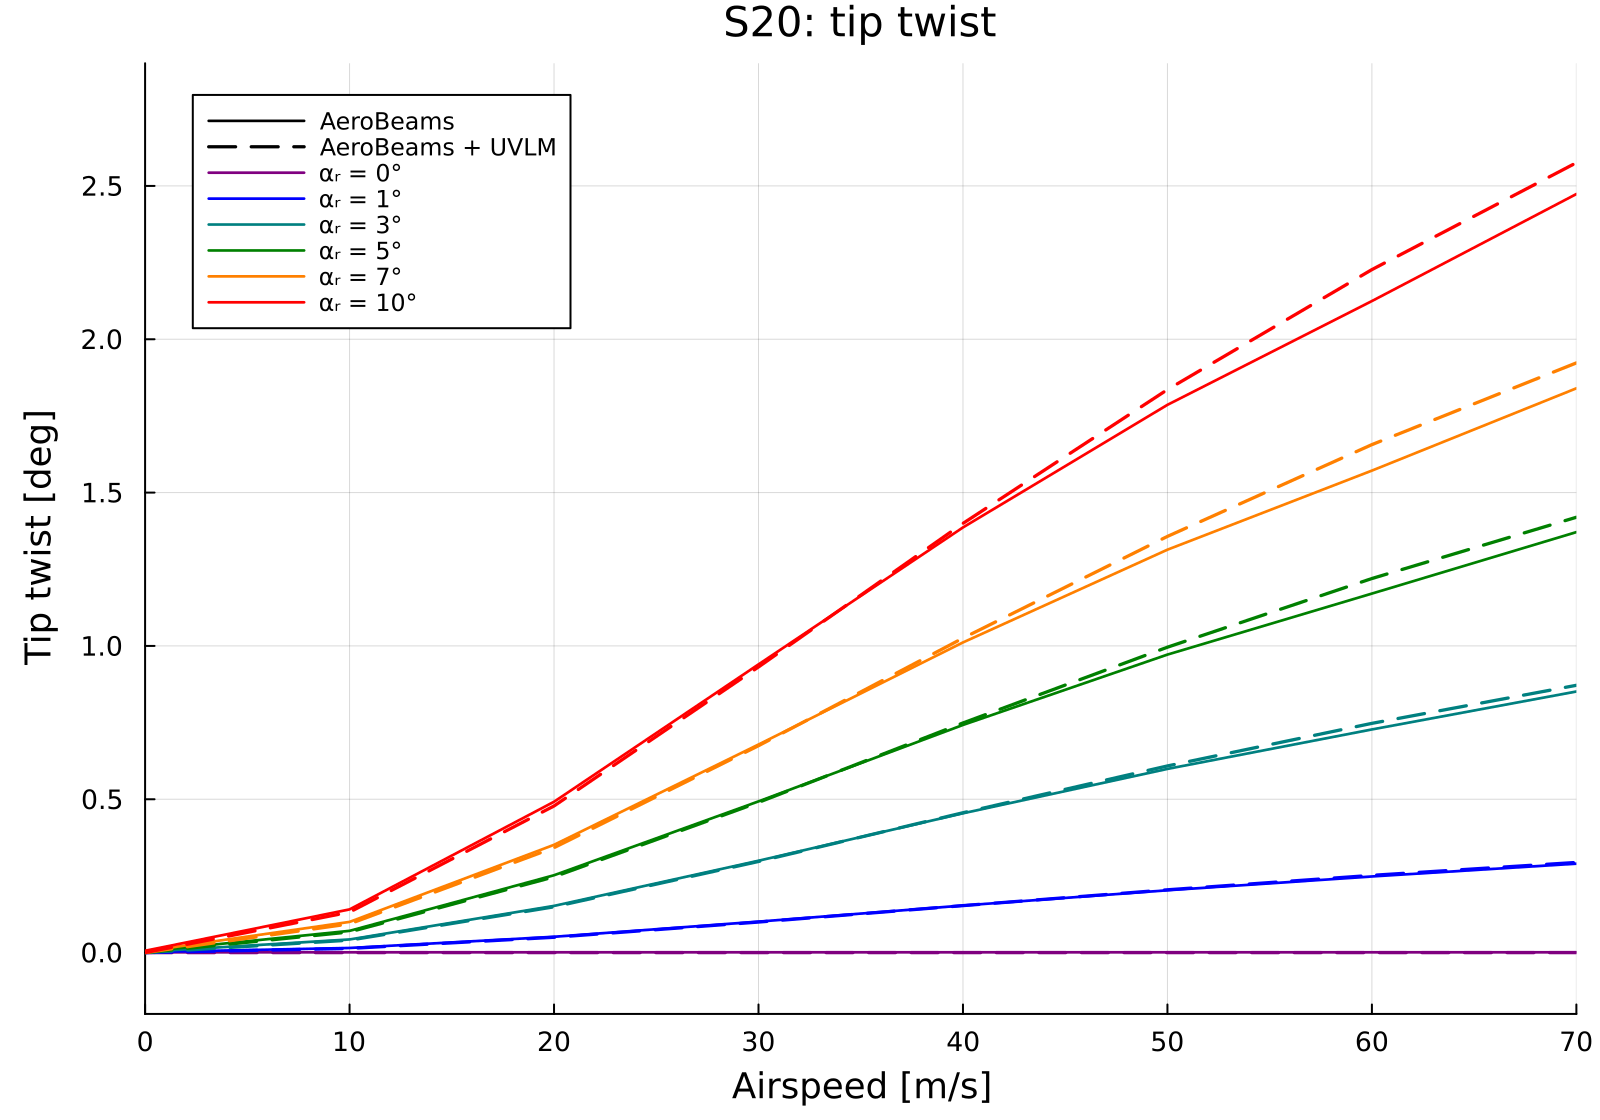 S20: tip twist
AeroBeams
AeroBeams + UVLM
αᵣ = 0°
αᵣ = 1°
αᵣ = 3°
αᵣ = 5°
αᵣ = 7°
αᵣ = 10°
Tip twist [deg]
2.5
2.0
1.5
1.0
0.5
0.0
0 10 20 30 40 50 60 70
Airspeed [m/s]